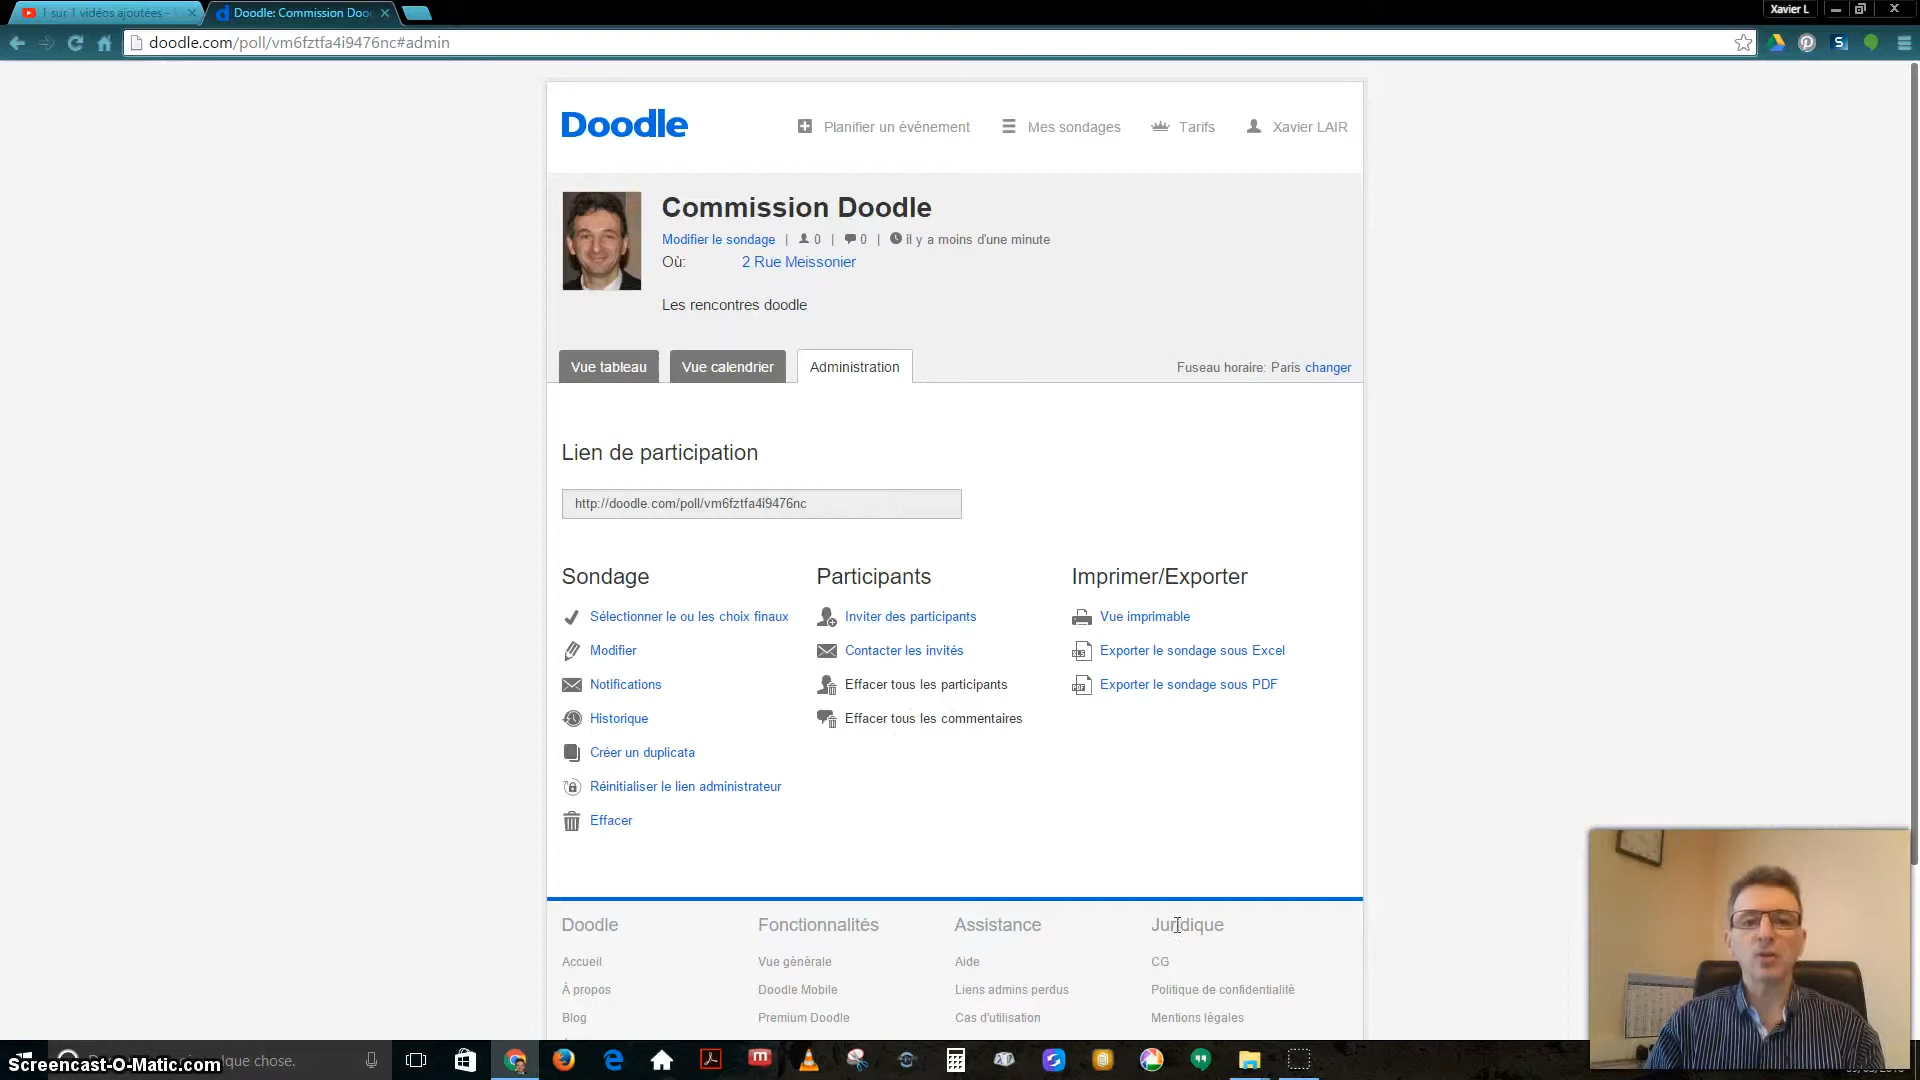 1 sur 1 vidéos ajoutées -
Doodle: Commission Doo
Xavier L
doodle.com/poll/vm6fztfa4i9476nc#admin
Doodle
Planifier un événement
Mes sondages
Tarifs
Xavier LAIR
Commission Doodle
Modifier le sondage | 0 | 0 | il y a moins d'une minute
Où: 2 Rue Meissonier
Les rencontres doodle
Vue tableau
Vue calendrier
Administration
Fuseau horaire: Paris changer
Lien de participation
http://doodle.com/poll/vm6fztfa4i9476nc
Sondage
Sélectionner le ou les choix finaux
Modifier
Notifications
Historique
Créer un duplicata
Réinitialiser le lien administrateur
Effacer
Participants
Inviter des participants
Contacter les invités
Effacer tous les participants
Effacer tous les commentaires
Imprimer/Exporter
Vue imprimable
Exporter le sondage sous Excel
Exporter le sondage sous PDF
Doodle
Accueil
À propos
Blog
Fonctionnalités
Vue générale
Doodle Mobile
Premium Doodle
Assistance
Aide
Liens admins perdus
Cas d'utilisation
Juridique
CG
Politique de confidentialité
Mentions légales
Screencast-O-Matic.com
que chose.